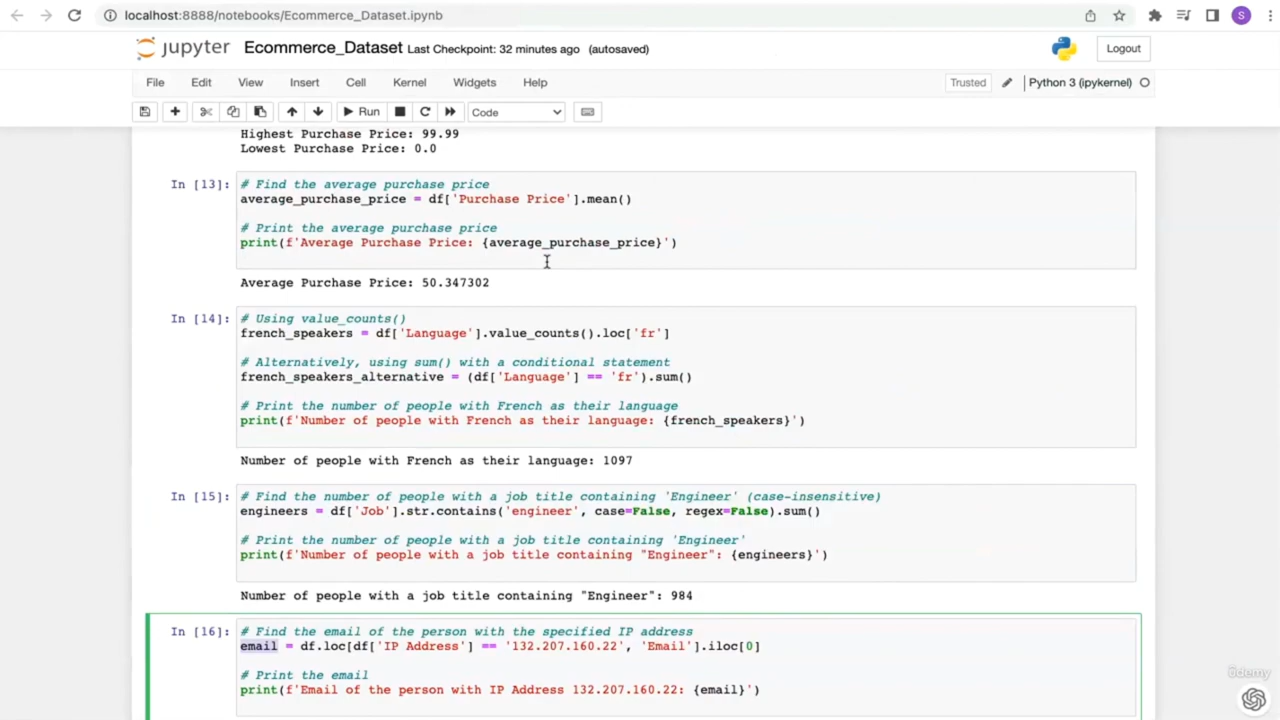 localhost:8888/notebooks/Ecommerce_Dataset.ipynb
S
jupyter Ecommerce_Dataset Last Checkpoint: 32 minutes ago (autosaved)
Logout
File Edit View Insert Cell Kernel Widgets Help
Trusted
Python 3 (ipykernel)
Run
Code
Highest Purchase Price: 99.99
Lowest Purchase Price: 0.0
In [13]: # Find the average purchase price
average_purchase_price = df['Purchase Price'].mean()
# Print the average purchase price
print(f'Average Purchase Price: {average_purchase_price}')
Average Purchase Price: 50.347302
In [14]: # Using value_counts()
french_speakers = df['Language'].value_counts().loc['fr']
# Alternatively, using sum() with a conditional statement
french_speakers_alternative = (df['Language'] == 'fr').sum()
# Print the number of people with French as their language
print(f'Number of people with French as their language: {french_speakers}')
Number of people with French as their language: 1097
In [15]: # Find the number of people with a job title containing 'Engineer' (case-insensitive)
engineers = df['Job'].str.contains('engineer', case=False, regex=False).sum()
# Print the number of people with a job title containing 'Engineer'
print(f'Number of people with a job title containing "Engineer": {engineers}')
Number of people with a job title containing "Engineer": 984
In [16]: # Find the email of the person with the specified IP address
email = df.loc[df['IP Address'] == '132.207.160.22', 'Email'].iloc[0]
# Print the email
print(f'Email of the person with IP Address 132.207.160.22: {email}')
ûdemy